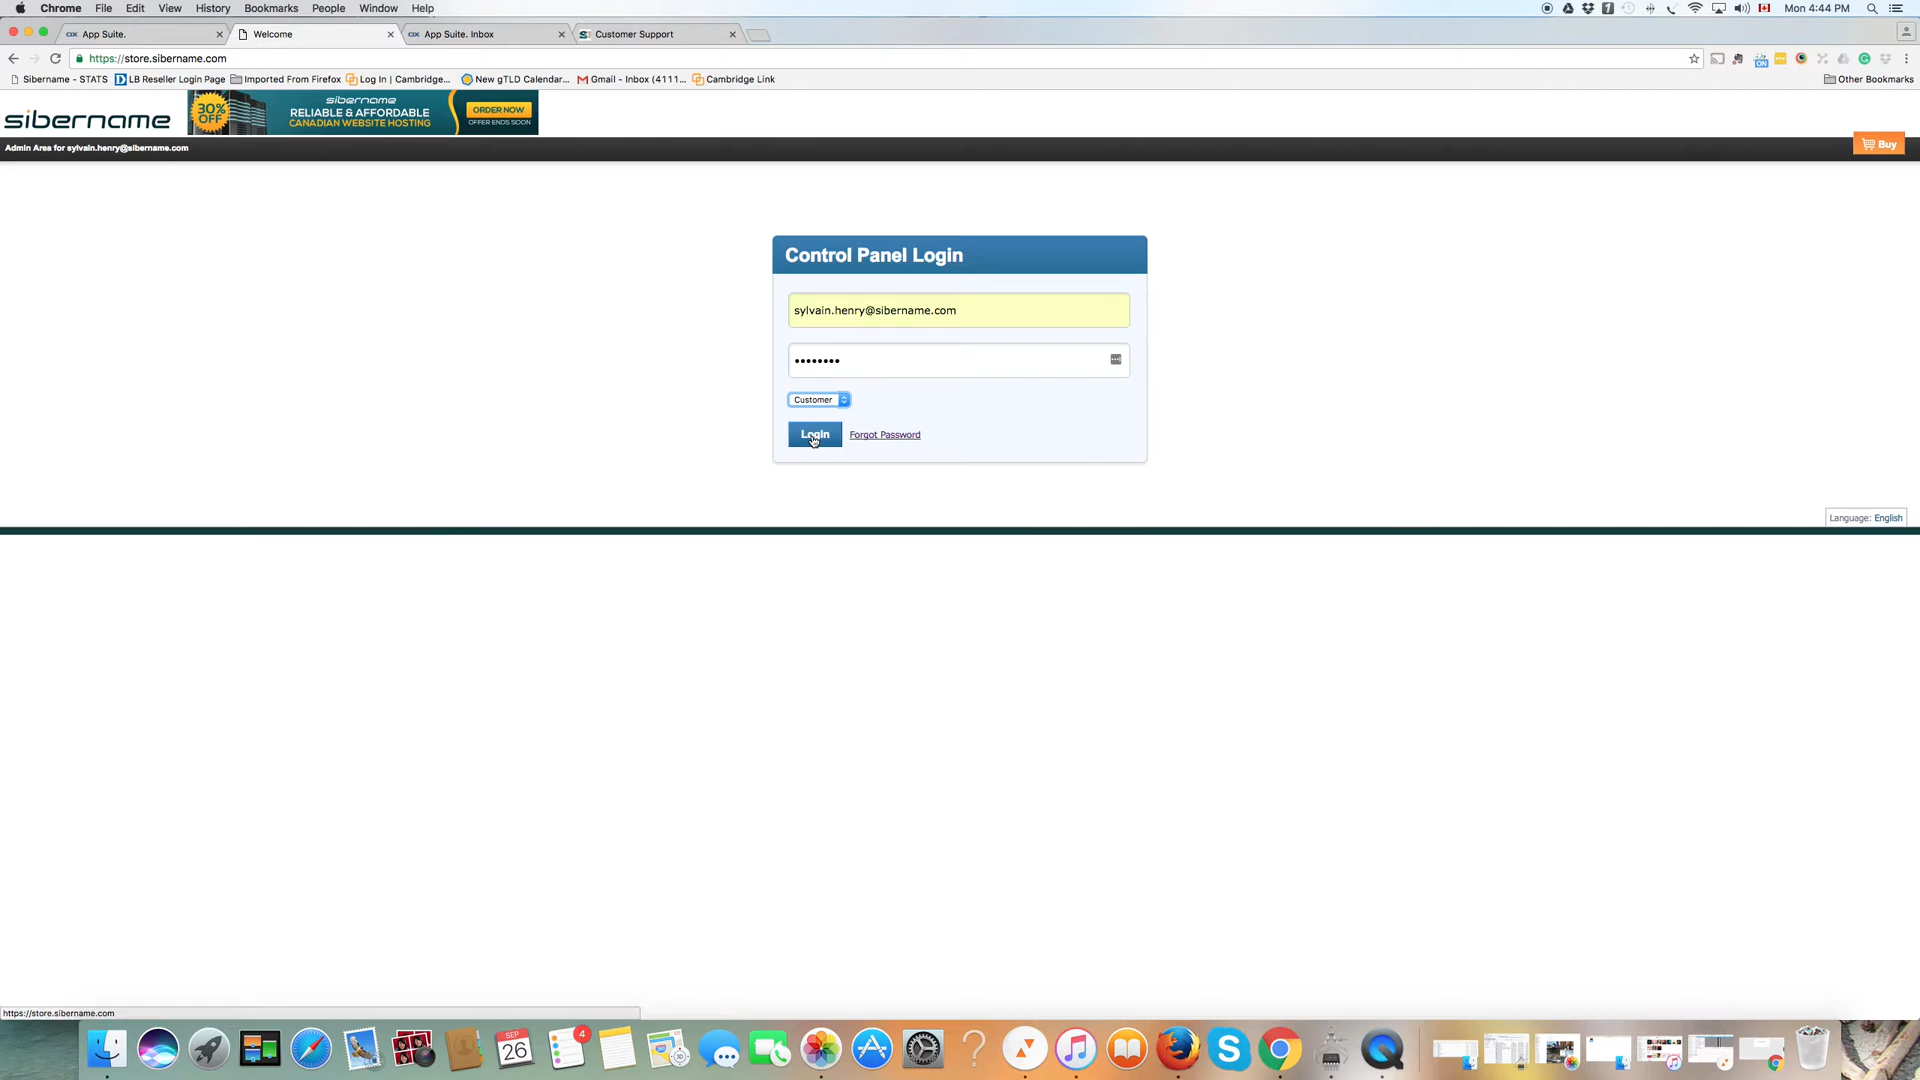 Chrome File Edit View History Bookmarks People Window Help Mon 4:44 PM
App Suite. Welcome App Suite. Inbox Customer Support
https://store.sibername.com
Sibername - STATS LB Reseller Login Page Imported From Firefox Log In | Cambridge... New gTLD Calendar... Gmail - Inbox (4111... Cambridge Link Other Bookmarks
sibername 30% OFF sibername RELIABLE & AFFORDABLE CANADIAN WEBSITE HOSTING ORDER NOW OFFER ENDS SOON
Admin Area for sylvain.henry@sibername.com Buy
Control Panel Login
sylvain.henry@sibername.com
••••••••
Customer
Login Forgot Password
Language: English
https://store.sibername.com
SEP 26 4